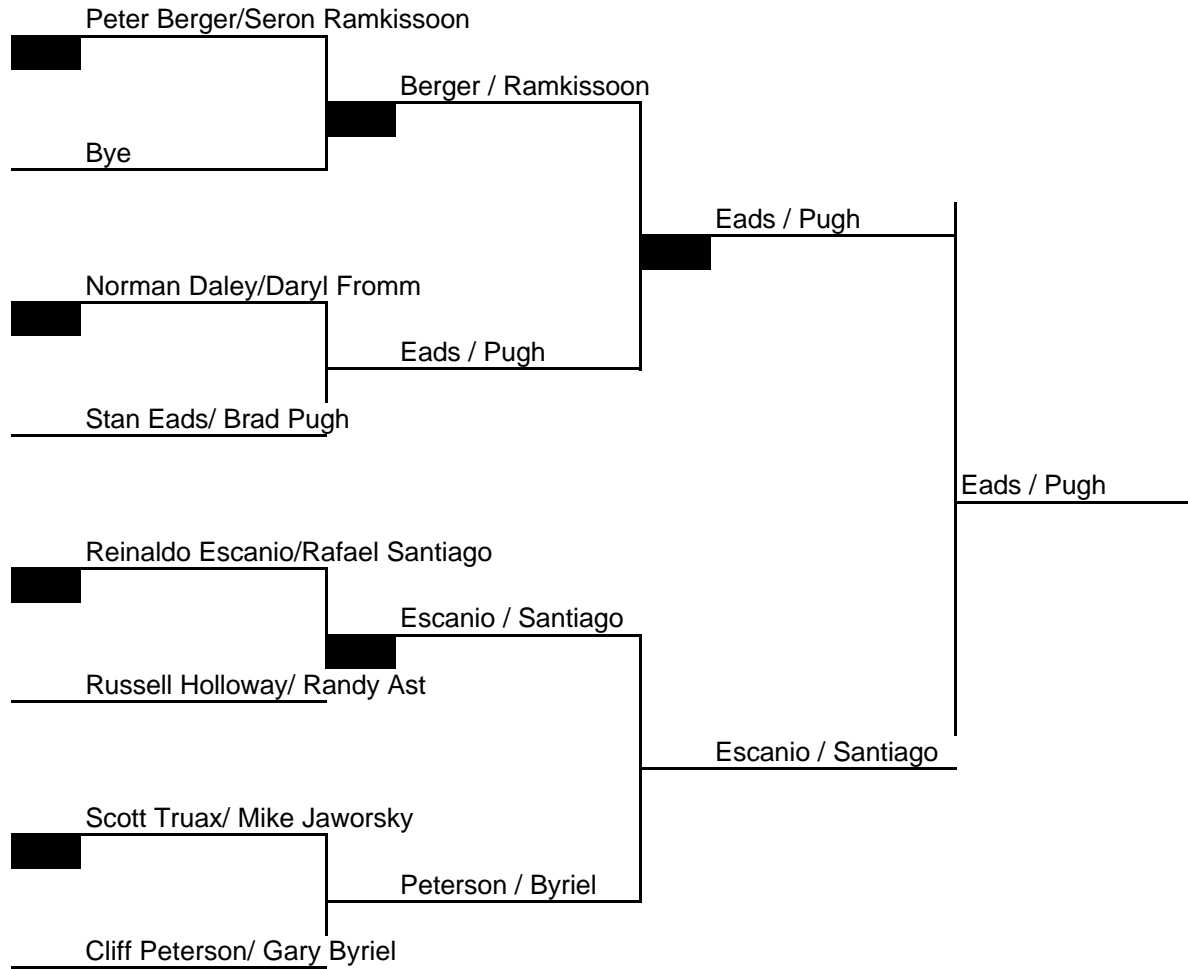 Peter Berger/Seron Ramkissoon
Berger / Ramkissoon
Bye
Eads / Pugh
Norman Daley/Daryl Fromm
Eads / Pugh
Stan Eads/ Brad Pugh
Eads / Pugh
Reinaldo Escanio/Rafael Santiago
Escanio / Santiago
Russell Holloway/ Randy Ast
Escanio / Santiago
Scott Truax/ Mike Jaworsky
Peterson / Byriel
Cliff Peterson/ Gary Byriel